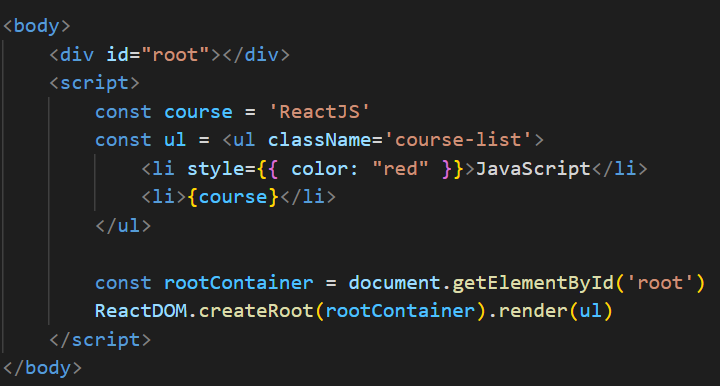 <body>
    <div id="root"></div>
    <script>
        const course = 'ReactJS'
        const ul = <ul className='course-list'>
            <li style={{ color: "red" }}>JavaScript</li>
            <li>{course}</li>
        </ul>

        const rootContainer = document.getElementById('root')
        ReactDOM.createRoot(rootContainer).render(ul)
    </script>
</body>